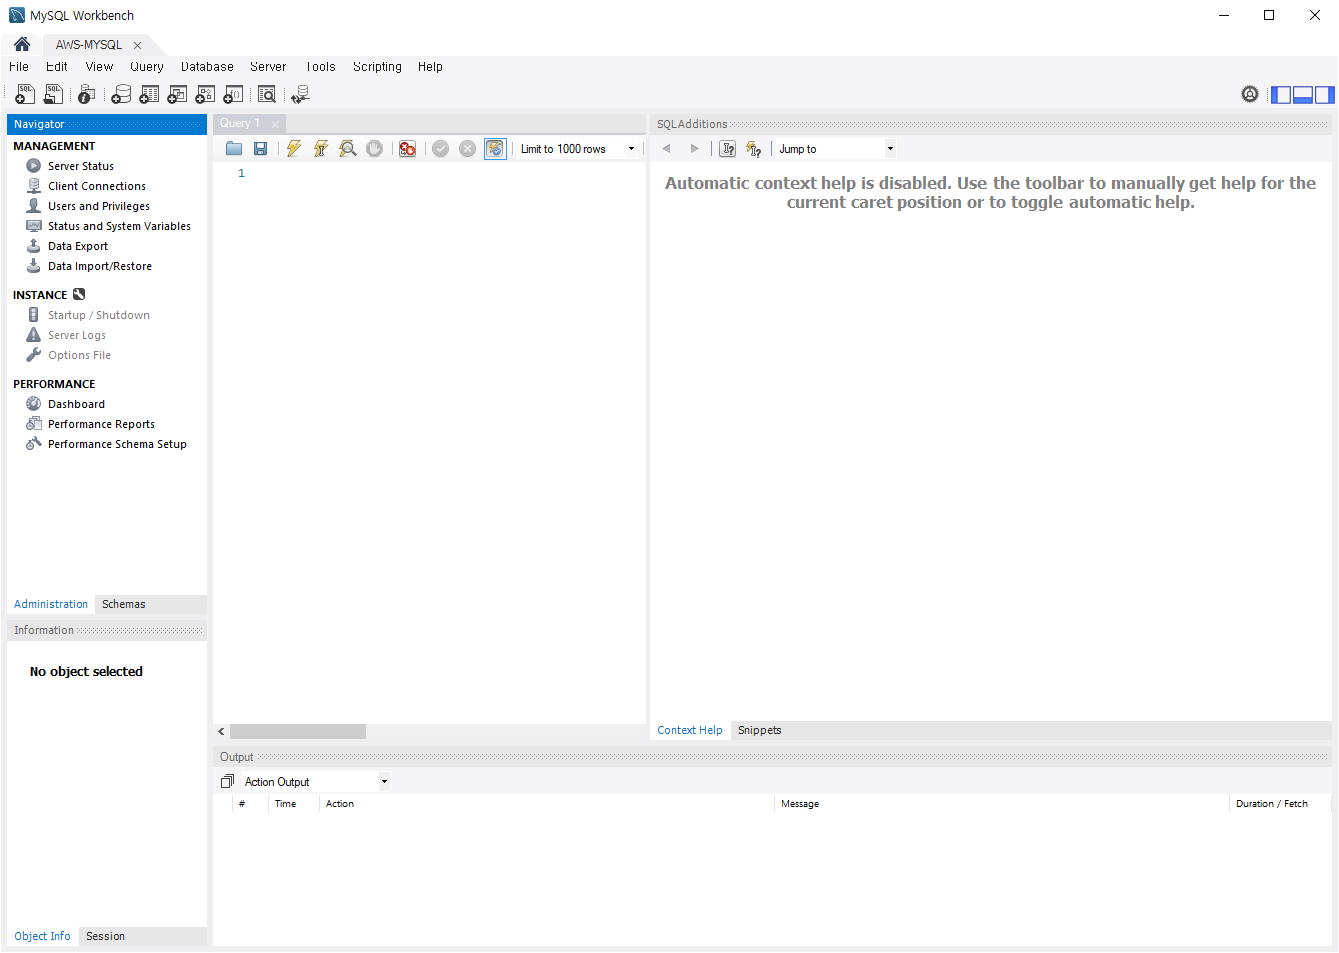 MySQL Workbench
AWS-MYSQL
File Edit View Query Database Server Tools Scripting Help
Navigator
MANAGEMENT
Server Status
Client Connections
Users and Privileges
Status and System Variables
Data Export
Data Import/Restore
INSTANCE
Startup / Shutdown
Server Logs
Options File
PERFORMANCE
Dashboard
Performance Reports
Performance Schema Setup
Administration Schemas
Information
No object selected
Object Info Session
Query 1
Limit to 1000 rows
1
SQLAdditions
Jump to
Automatic context help is disabled. Use the toolbar to manually get help for the
current caret position or to toggle automatic help.
Context Help Snippets
Output
Action Output
# Time Action Message Duration / Fetch